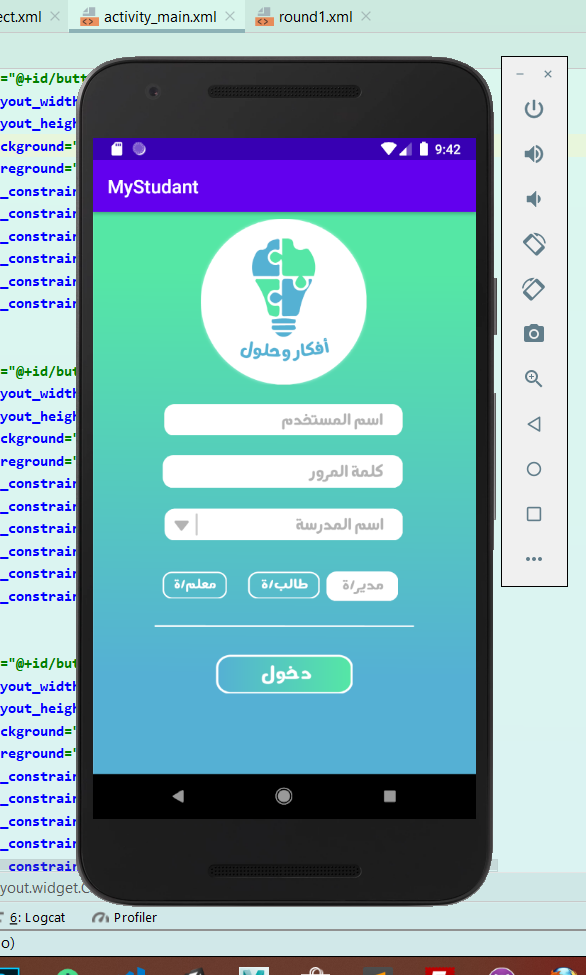 ect.xml
activity_main.xml
round1.xml
="@+id/butt
yout_width
yout_heigh
ckground="
reground="
_constrain
_constrain
_constrain
_constrain
_constrain
_constrain
="@+id/butt
yout_width
yout_heigh
ckground="
reground="
_constrain
_constrain
_constrain
_constrain
_constrain
_constrain
="@+id/butt
yout_width
yout_heigh
ckground="
reground="
_constrain
_constrain
_constrain
_constrain
_constrain
yout.widget.C
9:42
MyStudant
أفكار وحلول
اسم المستخدم
كلمة المرور
اسم المدرسة
مدير/ة
طالب/ة
معلم/ة
دخول
6: Logcat
Profiler
o)